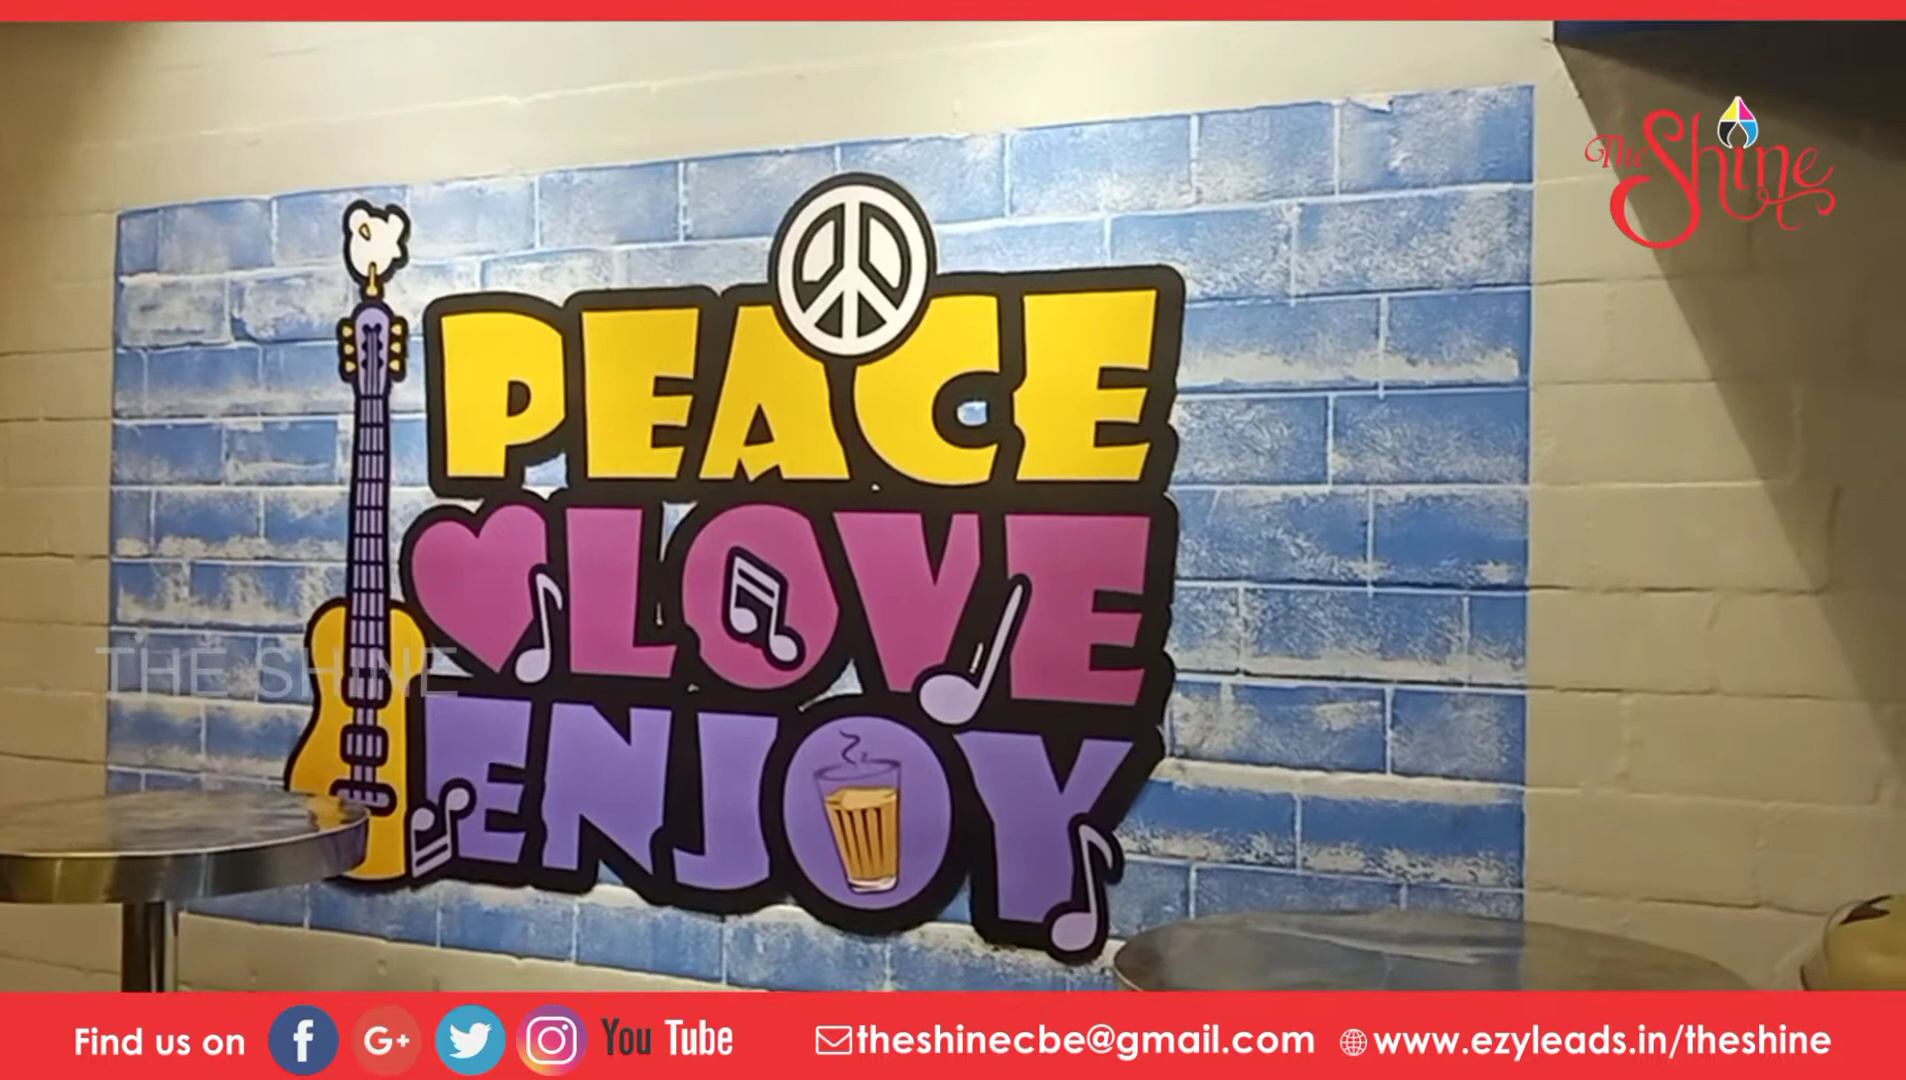 The Shine
PEACE
LOVE
ENJOY
THE SHINE
Find us on
f
G+
You Tube
theshinecbe@gmail.com
www.ezyleads.in/theshine